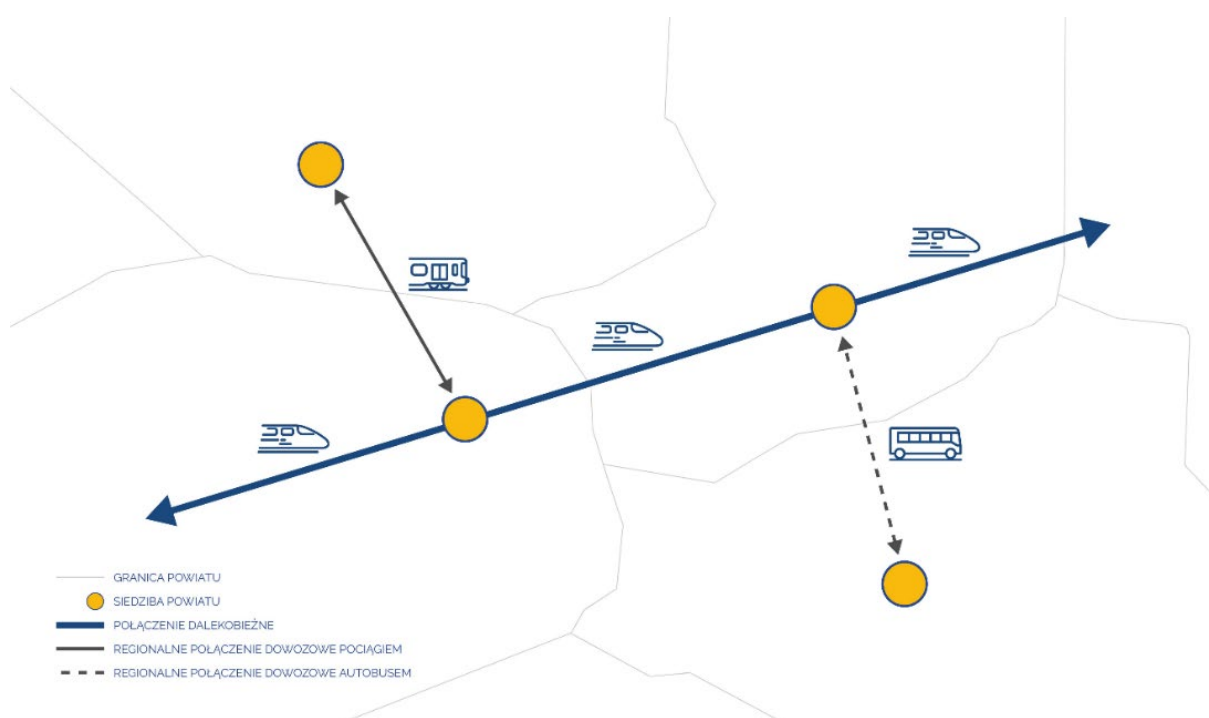 GRANICA POWIATU
SIEDZIBA POWIATU
POŁĄCZENIE DALEKOBIEŻNE
REGIONALNE POŁĄCZENIE DOWOZOWE POCIĄGIEM
REGIONALNE POŁĄCZENIE DOWOZOWE AUTOBUSEM